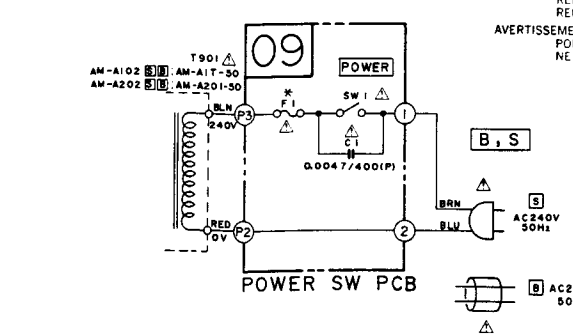 RE
RE
AVERTISSEME
PO
NE
T901
AM-A102 S B : AM-A1T-50
AM-A202 S B : AM-A201-50
09
POWER
*
F1
SW1
BLN
240V
P3
1
C1
0.0047/400(P)
B, S
BRN
S
AC240V
50Hz
RED
0V
P2
2
BLU
POWER SW PCB
B AC2
50